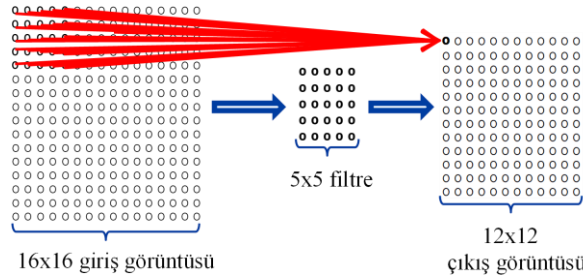 5x5 filtre
16x16 giriş görüntüsü
12x12
çıkış görüntüsü